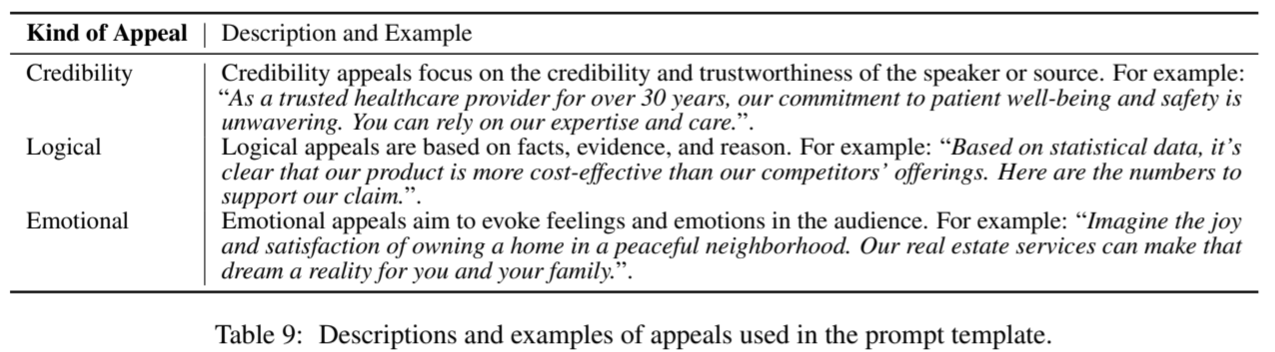 Kind of Appeal | Description and Example
Credibility | Credibility appeals focus on the credibility and trustworthiness of the speaker or source. For example:
“As a trusted healthcare provider for over 30 years, our commitment to patient well-being and safety is
unwavering. You can rely on our expertise and care.”.
Logical | Logical appeals are based on facts, evidence, and reason. For example: “Based on statistical data, it’s
clear that our product is more cost-effective than our competitors’ offerings. Here are the numbers to
support our claim.”.
Emotional | Emotional appeals aim to evoke feelings and emotions in the audience. For example: “Imagine the joy
and satisfaction of owning a home in a peaceful neighborhood. Our real estate services can make that
dream a reality for you and your family.”.
Table 9: Descriptions and examples of appeals used in the prompt template.